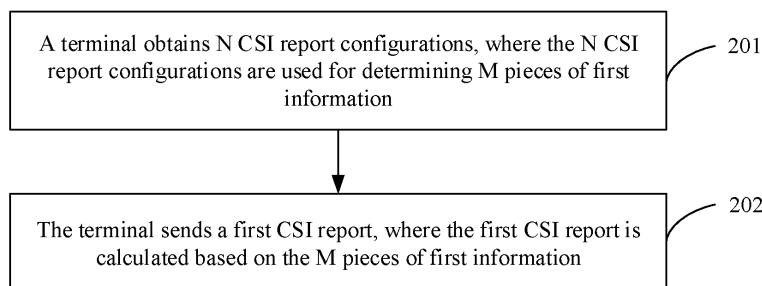 A terminal obtains N CSI report configurations, where the N CSI
report configurations are used for determining M pieces of first
information
201
The terminal sends a first CSI report, where the first CSI report is
calculated based on the M pieces of first information
202